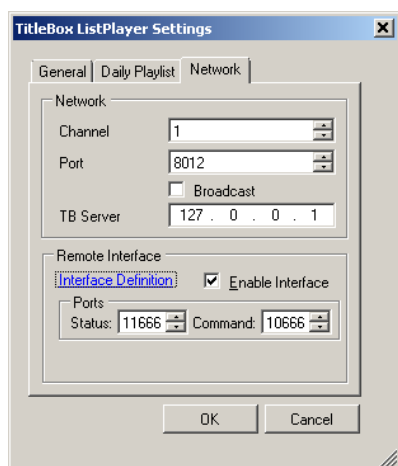 TitleBox ListPlayer Settings
General Daily Playlist Network
Network
Channel 1
Port 8012
Broadcast
TB Server 127 . 0 . 0 . 1
Remote Interface
Interface Definition Enable Interface
Ports
Status: 11666 Command: 10666
OK Cancel